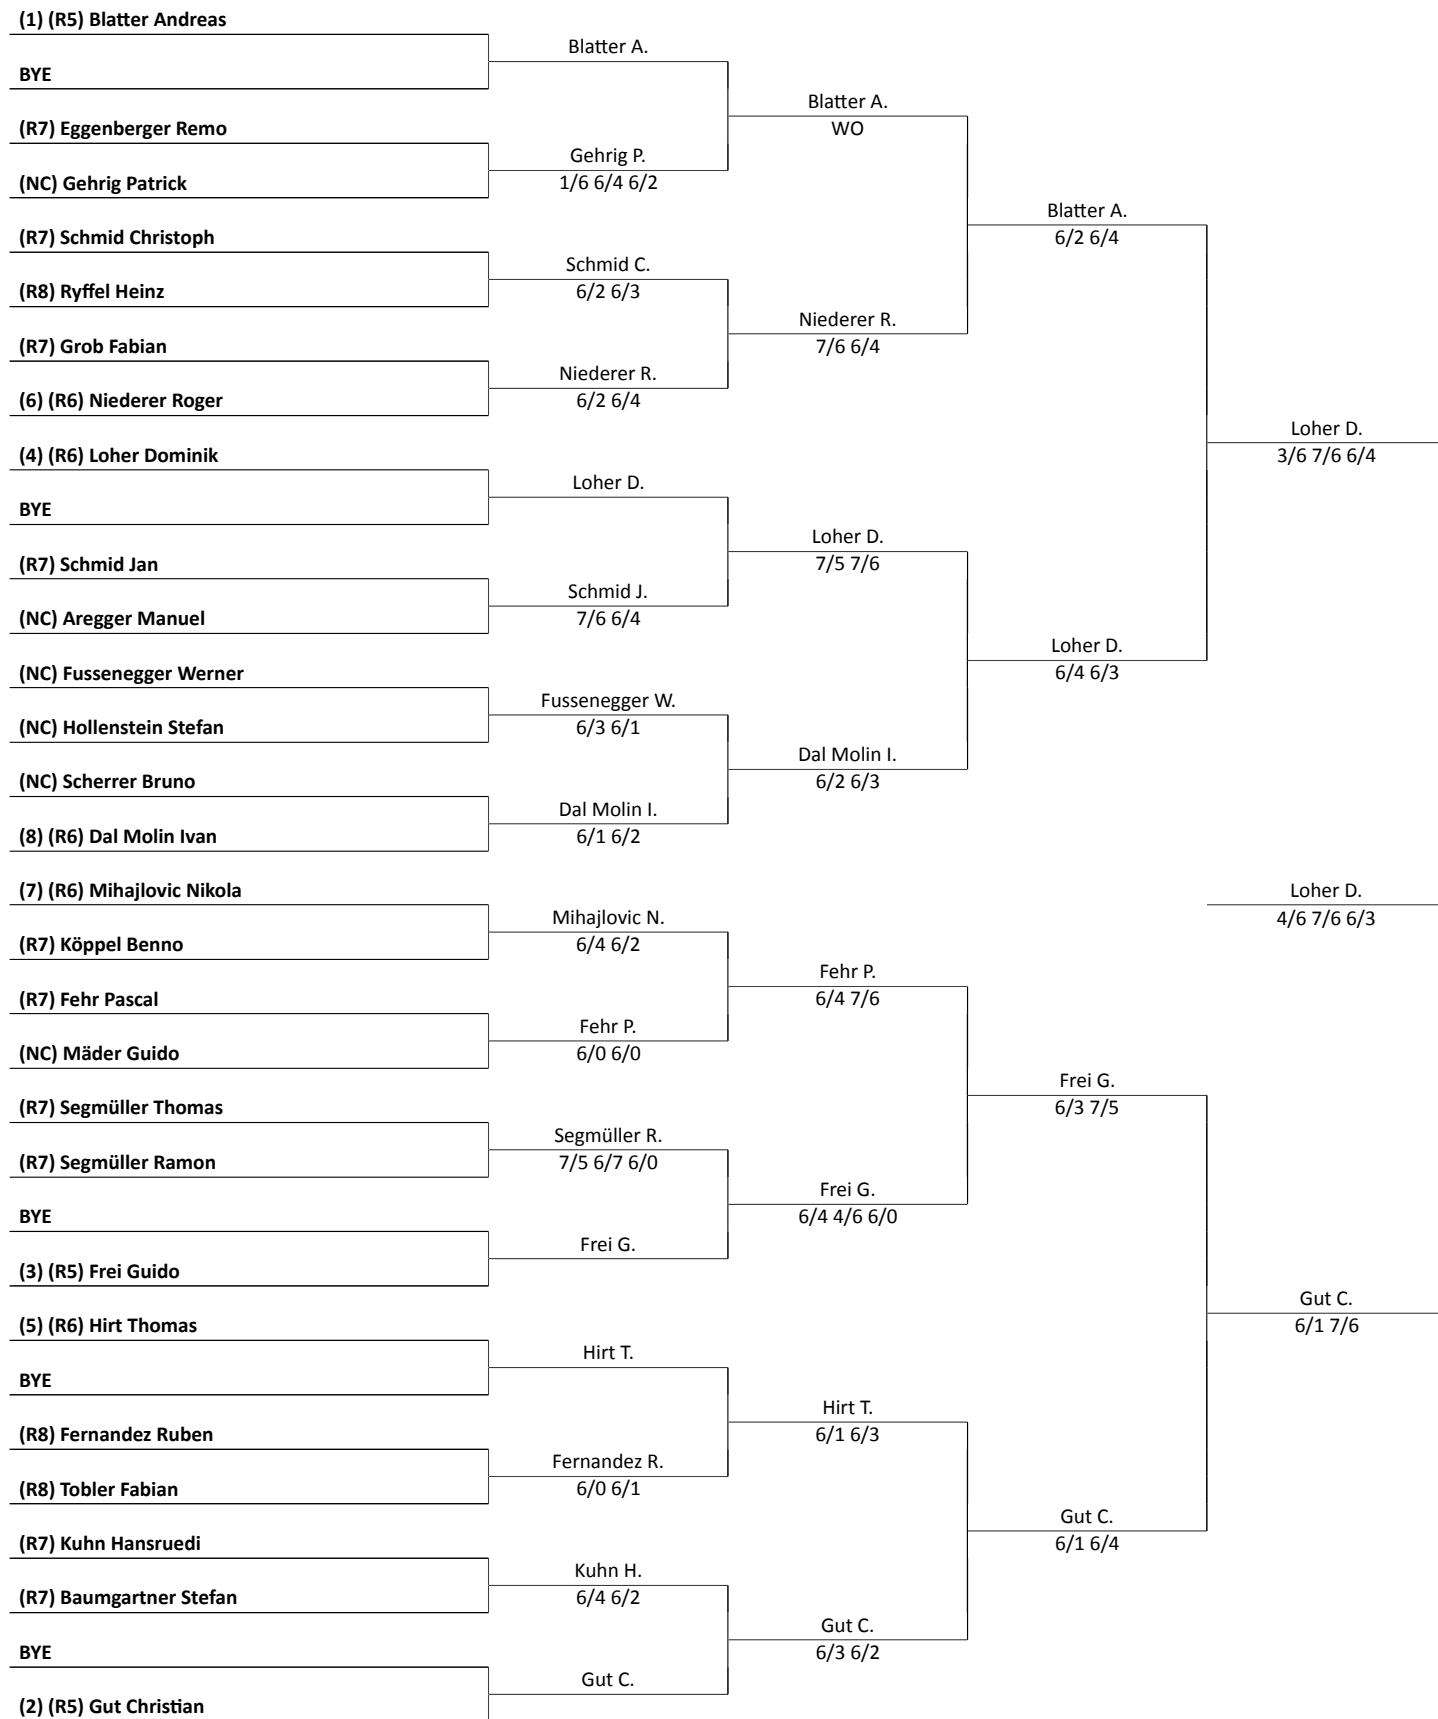 (1) (R5) Blatter Andreas
Blatter A.
BYE
Blatter A.
WO
(R7) Eggenberger Remo
Gehrig P.
1/6 6/4 6/2
(NC) Gehrig Patrick
Blatter A.
6/2 6/4
(R7) Schmid Christoph
Schmid C.
6/2 6/3
(R8) Ryffel Heinz
Niederer R.
7/6 6/4
(R7) Grob Fabian
Niederer R.
6/2 6/4
(6) (R6) Niederer Roger
Loher D.
3/6 7/6 6/4
(4) (R6) Loher Dominik
Loher D.
BYE
Loher D.
7/5 7/6
(R7) Schmid Jan
Schmid J.
7/6 6/4
(NC) Aregger Manuel
Loher D.
6/4 6/3
(NC) Fussenegger Werner
Fussenegger W.
6/3 6/1
(NC) Hollenstein Stefan
Dal Molin I.
6/2 6/3
(NC) Scherrer Bruno
Dal Molin I.
6/1 6/2
(8) (R6) Dal Molin Ivan
Loher D.
4/6 7/6 6/3
(7) (R6) Mihajlovic Nikola
Mihajlovic N.
6/4 6/2
(R7) Köppel Benno
Fehr P.
6/4 7/6
(R7) Fehr Pascal
Fehr P.
6/0 6/0
(NC) Mäder Guido
Frei G.
6/3 7/5
(R7) Segmüller Thomas
Segmüller R.
7/5 6/7 6/0
(R7) Segmüller Ramon
Frei G.
6/4 4/6 6/0
BYE
Frei G.
(3) (R5) Frei Guido
Gut C.
6/1 7/6
(5) (R6) Hirt Thomas
Hirt T.
BYE
Hirt T.
6/1 6/3
(R8) Fernandez Ruben
Fernandez R.
6/0 6/1
(R8) Tobler Fabian
Gut C.
6/1 6/4
(R7) Kuhn Hansruedi
Kuhn H.
6/4 6/2
(R7) Baumgartner Stefan
Gut C.
6/3 6/2
BYE
Gut C.
(2) (R5) Gut Christian